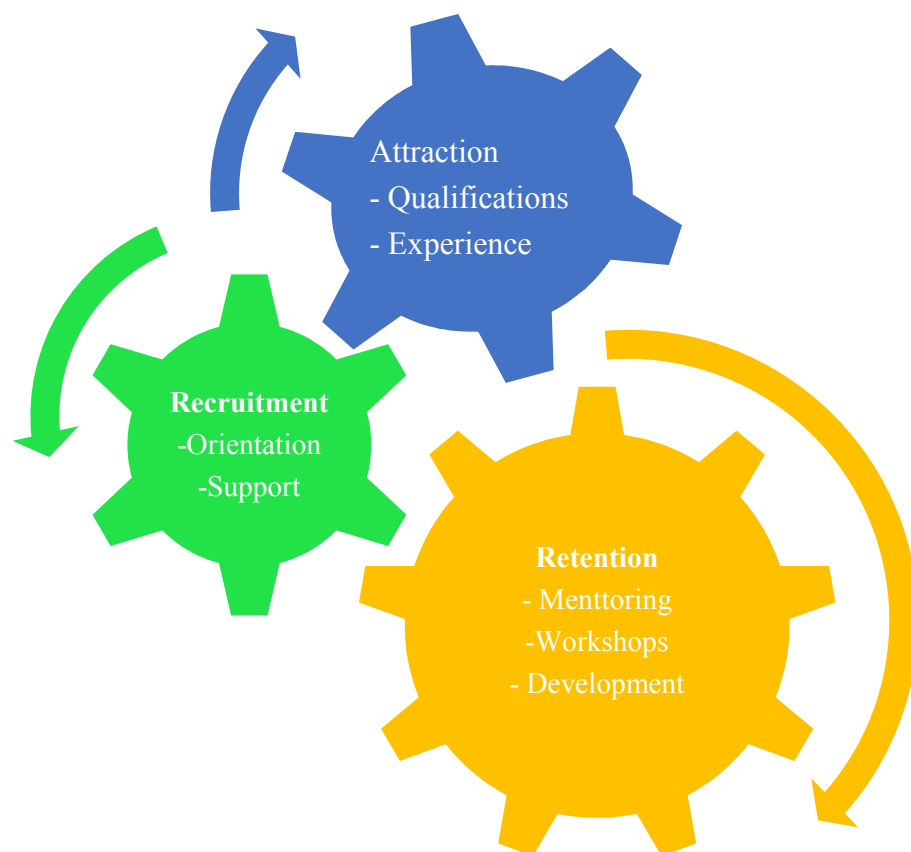 Attraction
- Qualifications
- Experience
Recruitment
-Orientation
-Support
Retention
- Menttoring
-Workshops
- Development